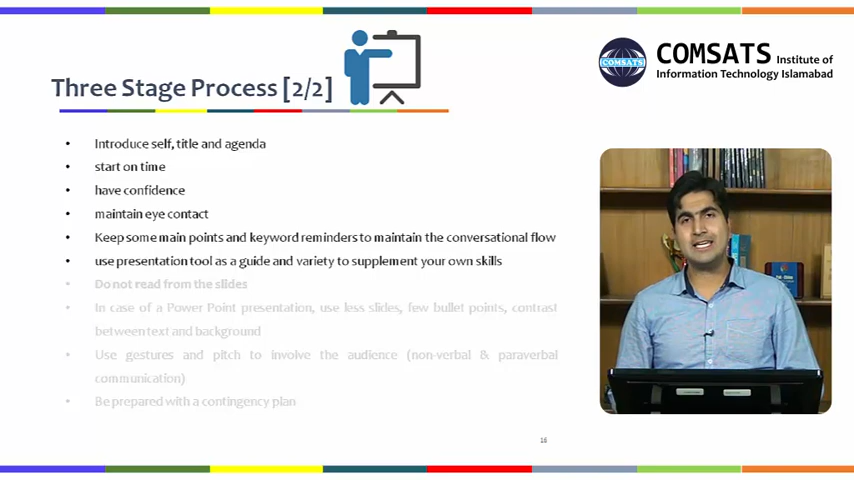 COMSATS Institute of
Information Technology Islamabad
COMSATS
Three Stage Process [2/2]
• Introduce self, title and agenda
• start on time
• have confidence
• maintain eye contact
• Keep some main points and keyword reminders to maintain the conversational flow
• use presentation tool as a guide and variety to supplement your own skills
• Do not read from the slides
• In case of a Power Point presentation, use less slides, few bullet points, contrast
between text and background
• Use gestures and pitch to involve the audience (non-verbal & paraverbal
communication)
• Be prepared with a contingency plan
16